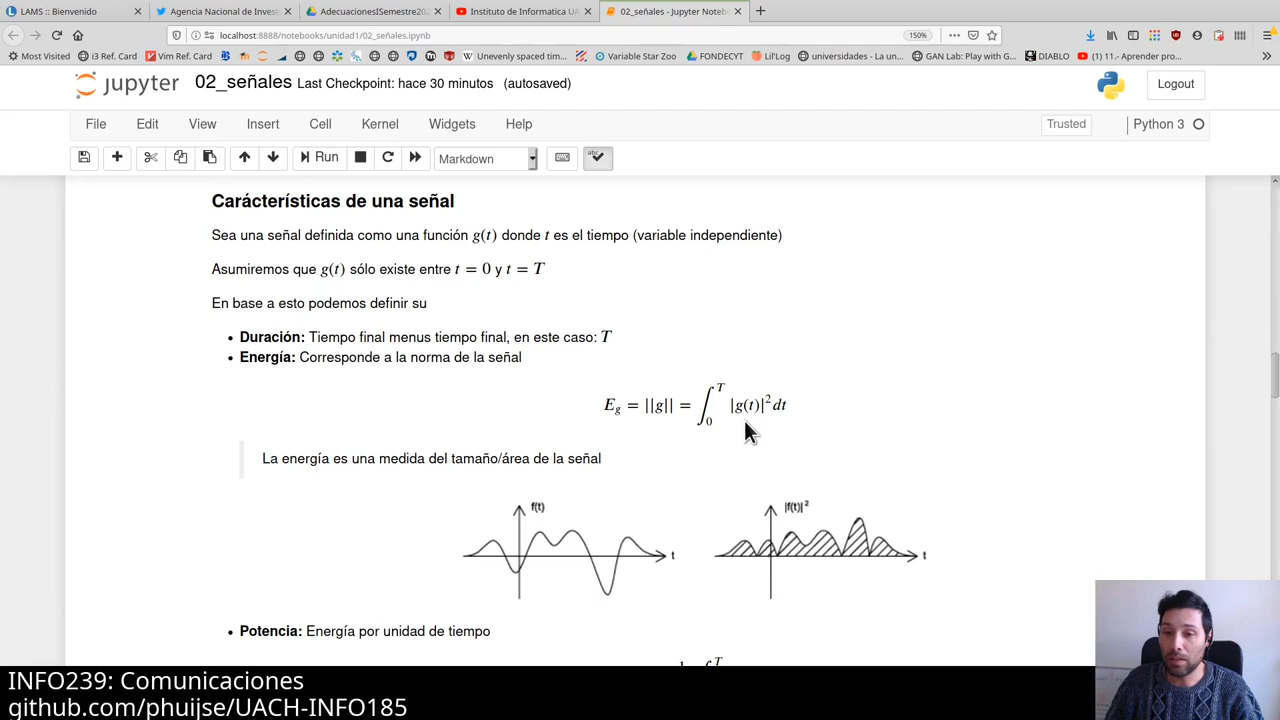 LAMS :: Bienvenido
Agencia Nacional de Invest
AdecuacionesISemestre202
Instituto de Informatica UA
02_señales - Jupyter Noteb
localhost:8888/notebooks/unidad1/02_señales.ipynb
150%
Most Visited
i3 Ref. Card
Vim Ref. Card
Unevenly spaced tim...
Variable Star Zoo
FONDECYT
Lil'Log
universidades - La un...
GAN Lab: Play with G...
DIABLO
(1) 11.- Aprender pro...
jupyter 02_señales Last Checkpoint: hace 30 minutos (autosaved)
Logout
File Edit View Insert Cell Kernel Widgets Help
Trusted
Python 3
Run
Markdown
Carácterísticas de una señal
Sea una señal definida como una función g(t) donde t es el tiempo (variable independiente)
Asumiremos que g(t) sólo existe entre t = 0 y t = T
En base a esto podemos definir su
• Duración: Tiempo final menus tiempo final, en este caso: T
• Energía: Corresponde a la norma de la señal
E_g = ||g|| = ∫_0^T |g(t)|² dt
La energía es una medida del tamaño/área de la señal
f(t)
t
|f(t)|²
t
• Potencia: Energía por unidad de tiempo
INFO239: Comunicaciones
github.com/phuijse/UACH-INFO185